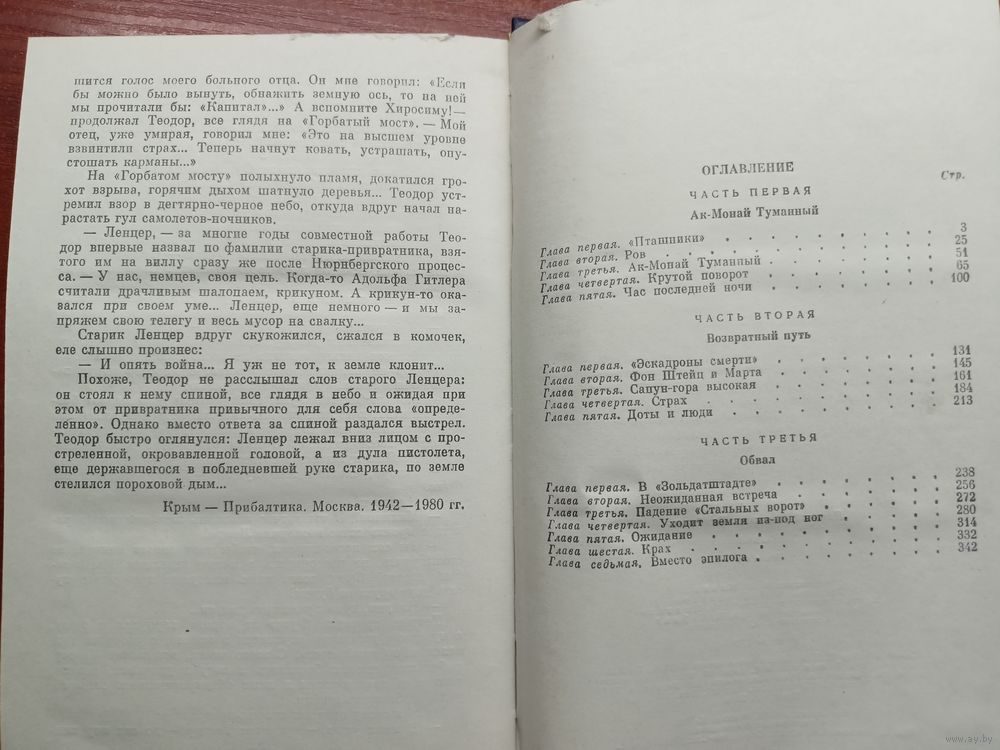 шится голос моего больного отца. Он мне говорил: «Если
бы можно было вынуть, обнажить земную ось, то на ней
мы прочитали бы: «Капитал»...» А вспомните Хиросиму! —
продолжал Теодор, все глядя на «Горбатый мост». — Мой
отец, уже умирая, говорил мне: «Это на высшем уровне
взвинтили страх... Теперь начнут ковать, устрашать, опу-
стошать карманы...»
На «Горбатом мосту» полыхнуло пламя, докатился гро-
хот взрыва, горячим дыхом шатнуло деревья... Теодор уст-
ремил взор в дегтярно-черное небо, откуда вдруг начал на-
растать гул самолетов-ночников.
— Ленцер, — за многие годы совместной работы Тео-
дор впервые назвал по фамилии старика-привратника, взя-
того им на виллу сразу же после Нюрнбергского процес-
са. — У нас, немцев, своя цель. Когда-то Адольфа Гитлера
считали драчливым шалопаем, крикуном. А крикун-то ока-
зался при своем уме... Ленцер, еще немного — и мы за-
пряжем свою телегу и весь мусор на свалку...
Старик Ленцер вдруг скукожился, сжался в комочек,
еле слышно произнес:
— И опять война... Я уж не тот, к земле клонит...
Похоже, Теодор не расслышал слов старого Ленцера:
он стоял к нему спиной, все глядя в небо и ожидая при
этом от привратника привычного для себя слова «опреде-
ленно». Однако вместо ответа за спиной раздался выстрел.
Теодор быстро оглянулся: Ленцер лежал вниз лицом с про-
стреленной, окровавленной головой, а из дула пистолета,
еще державшегося в побледневшей руке старика, по земле
стелился пороховой дым...
Крым — Прибалтика. Москва. 1942—1980 гг.
ОГЛАВЛЕНИЕ
Стр.
ЧАСТЬ ПЕРВАЯ
Ак-Монай Туманный
Глава первая. «Пташники» . . . . . . . . 3
Глава вторая. Ров . . . . . . . . . . 25
Глава третья. Ак-Монай Туманный . . . . . . 51
Глава четвертая. Крутой поворот . . . . . . 65
Глава пятая. Час последней ночи . . . . . . 100
ЧАСТЬ ВТОРАЯ
Возвратный путь
Глава первая. «Эскадроны смерти» . . . . . . 131
Глава вторая. Фон Штейц и Марта . . . . . . 145
Глава третья. Сапун-гора высокая . . . . . . 161
Глава четвертая. Страх . . . . . . . . . 184
Глава пятая. Доты и люди . . . . . . . . 213
ЧАСТЬ ТРЕТЬЯ
Обвал
Глава первая. В «Зольдатштадте» . . . . . . 238
Глава вторая. Неожиданная встреча . . . . . 256
Глава третья. Падение «Стальных ворот» . . . . 272
Глава четвертая. Уходит земля из-под ног . . . . 280
Глава пятая. Ожидание . . . . . . . . . 314
Глава шестая. Крах . . . . . . . . . . 332
Глава седьмая. Вместо эпилога . . . . . . . 342
www.ay.by